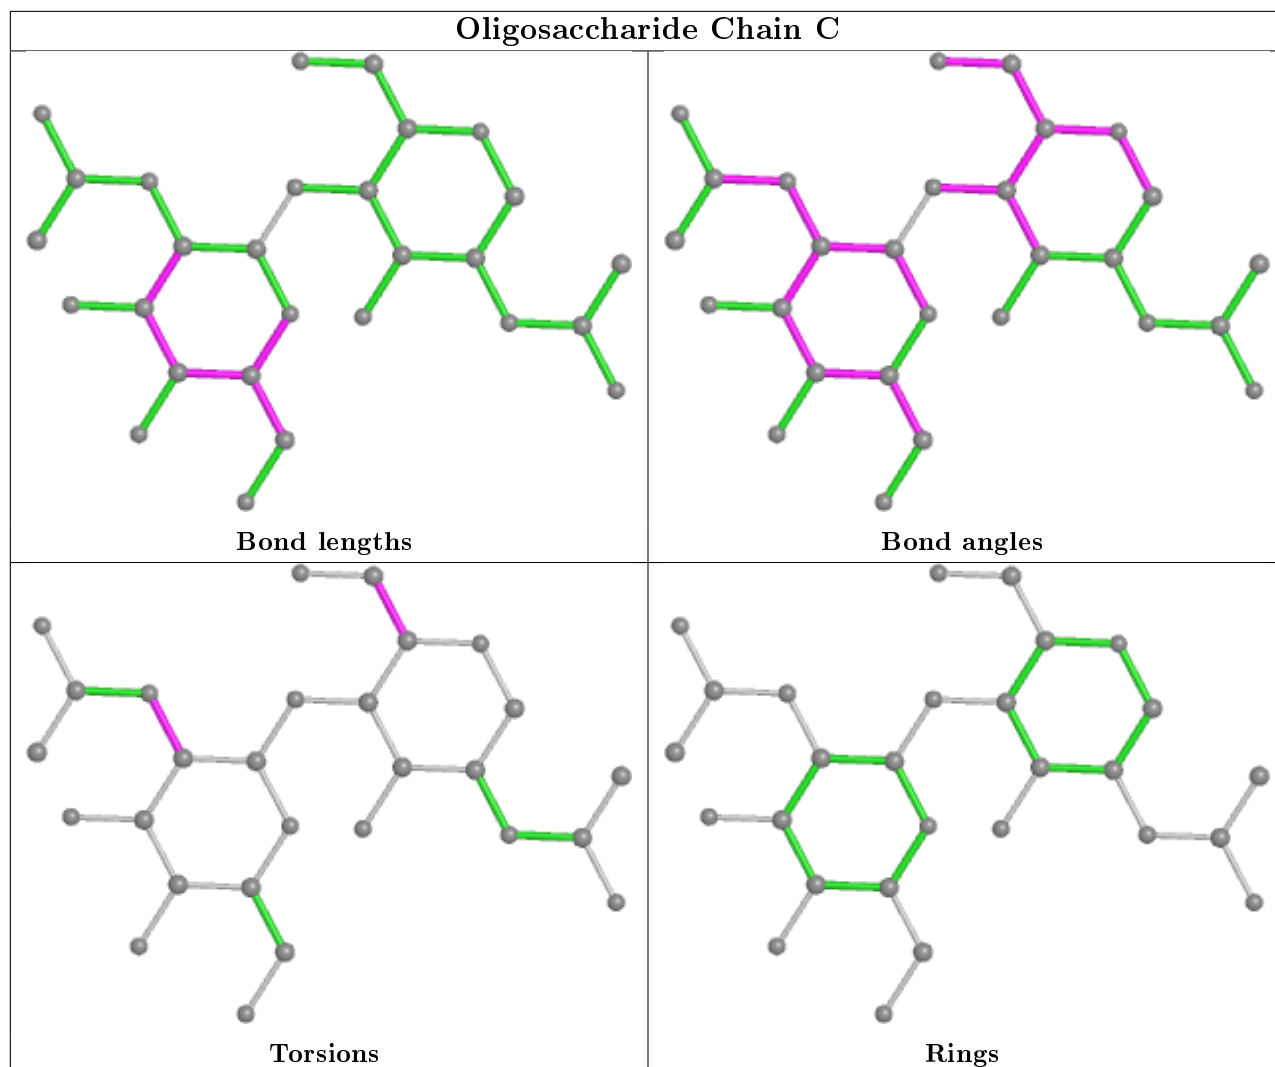 Oligosaccharide Chain C
Bond lengths
Bond angles
Torsions
Rings